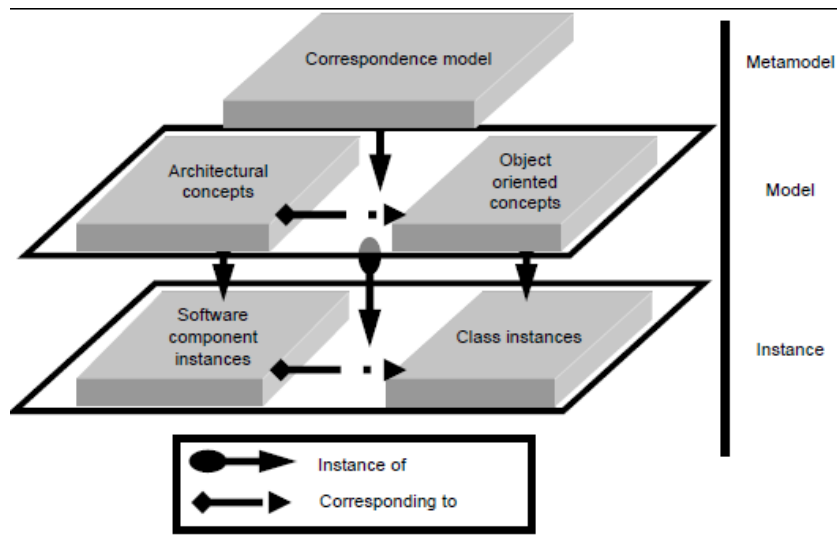 Correspondence model
Metamodel
Architectural
concepts
Object
oriented
concepts
Model
Software
component
instances
Class instances
Instance
Instance of
Corresponding to